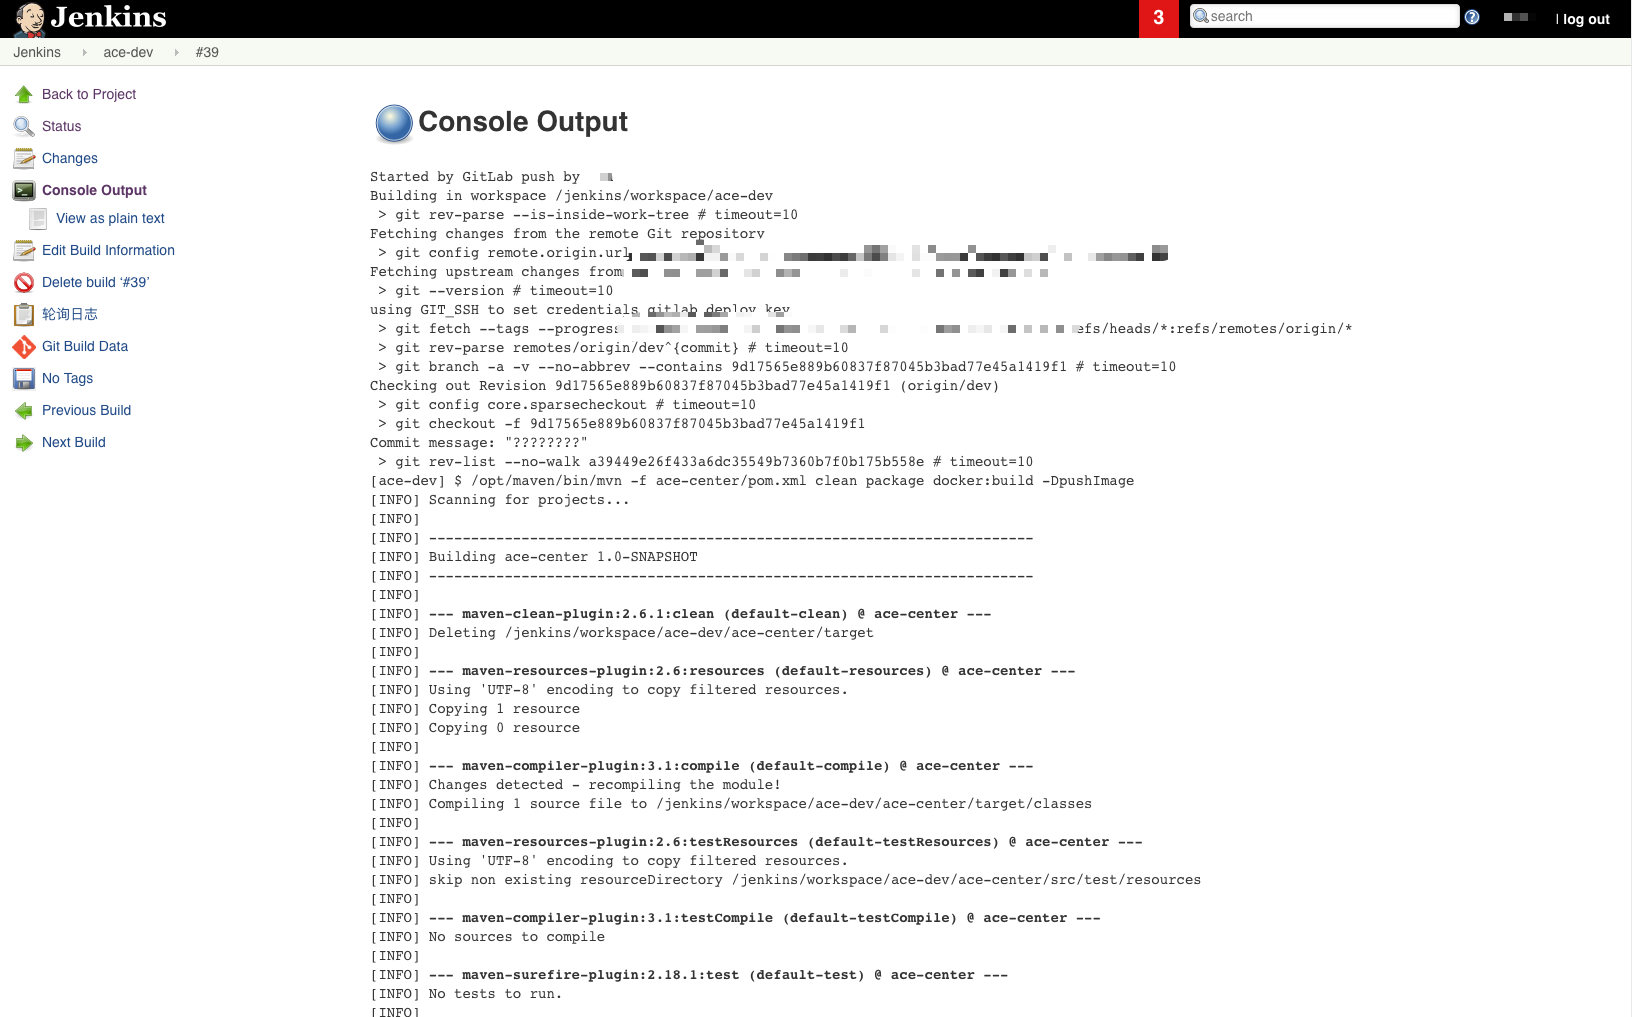 Jenkins
3
search
| log out
Jenkins
ace-dev
#39
Back to Project
Status
Changes
Console Output
View as plain text
Edit Build Information
Delete build ‘#39’
轮询日志
Git Build Data
No Tags
Previous Build
Next Build
Console Output
Started by GitLab push by
Building in workspace /jenkins/workspace/ace-dev
 > git rev-parse --is-inside-work-tree # timeout=10
Fetching changes from the remote Git repository
 > git config remote.origin.url
Fetching upstream changes from
 > git --version # timeout=10
using GIT_SSH to set credentials gitlab deploy key
 > git fetch --tags --progress efs/heads/*:refs/remotes/origin/*
 > git rev-parse remotes/origin/dev^{commit} # timeout=10
 > git branch -a -v --no-abbrev --contains 9d17565e889b60837f87045b3bad77e45a1419f1 # timeout=10
Checking out Revision 9d17565e889b60837f87045b3bad77e45a1419f1 (origin/dev)
 > git config core.sparsecheckout # timeout=10
 > git checkout -f 9d17565e889b60837f87045b3bad77e45a1419f1
Commit message: "????????"
 > git rev-list --no-walk a39449e26f433a6dc35549b7360b7f0b175b558e # timeout=10
[ace-dev] $ /opt/maven/bin/mvn -f ace-center/pom.xml clean package docker:build -DpushImage
[INFO] Scanning for projects...
[INFO]
[INFO] ------------------------------------------------------------------------
[INFO] Building ace-center 1.0-SNAPSHOT
[INFO] ------------------------------------------------------------------------
[INFO]
[INFO] --- maven-clean-plugin:2.6.1:clean (default-clean) @ ace-center ---
[INFO] Deleting /jenkins/workspace/ace-dev/ace-center/target
[INFO]
[INFO] --- maven-resources-plugin:2.6:resources (default-resources) @ ace-center ---
[INFO] Using 'UTF-8' encoding to copy filtered resources.
[INFO] Copying 1 resource
[INFO] Copying 0 resource
[INFO]
[INFO] --- maven-compiler-plugin:3.1:compile (default-compile) @ ace-center ---
[INFO] Changes detected - recompiling the module!
[INFO] Compiling 1 source file to /jenkins/workspace/ace-dev/ace-center/target/classes
[INFO]
[INFO] --- maven-resources-plugin:2.6:testResources (default-testResources) @ ace-center ---
[INFO] Using 'UTF-8' encoding to copy filtered resources.
[INFO] skip non existing resourceDirectory /jenkins/workspace/ace-dev/ace-center/src/test/resources
[INFO]
[INFO] --- maven-compiler-plugin:3.1:testCompile (default-testCompile) @ ace-center ---
[INFO] No sources to compile
[INFO]
[INFO] --- maven-surefire-plugin:2.18.1:test (default-test) @ ace-center ---
[INFO] No tests to run.
[INFO]